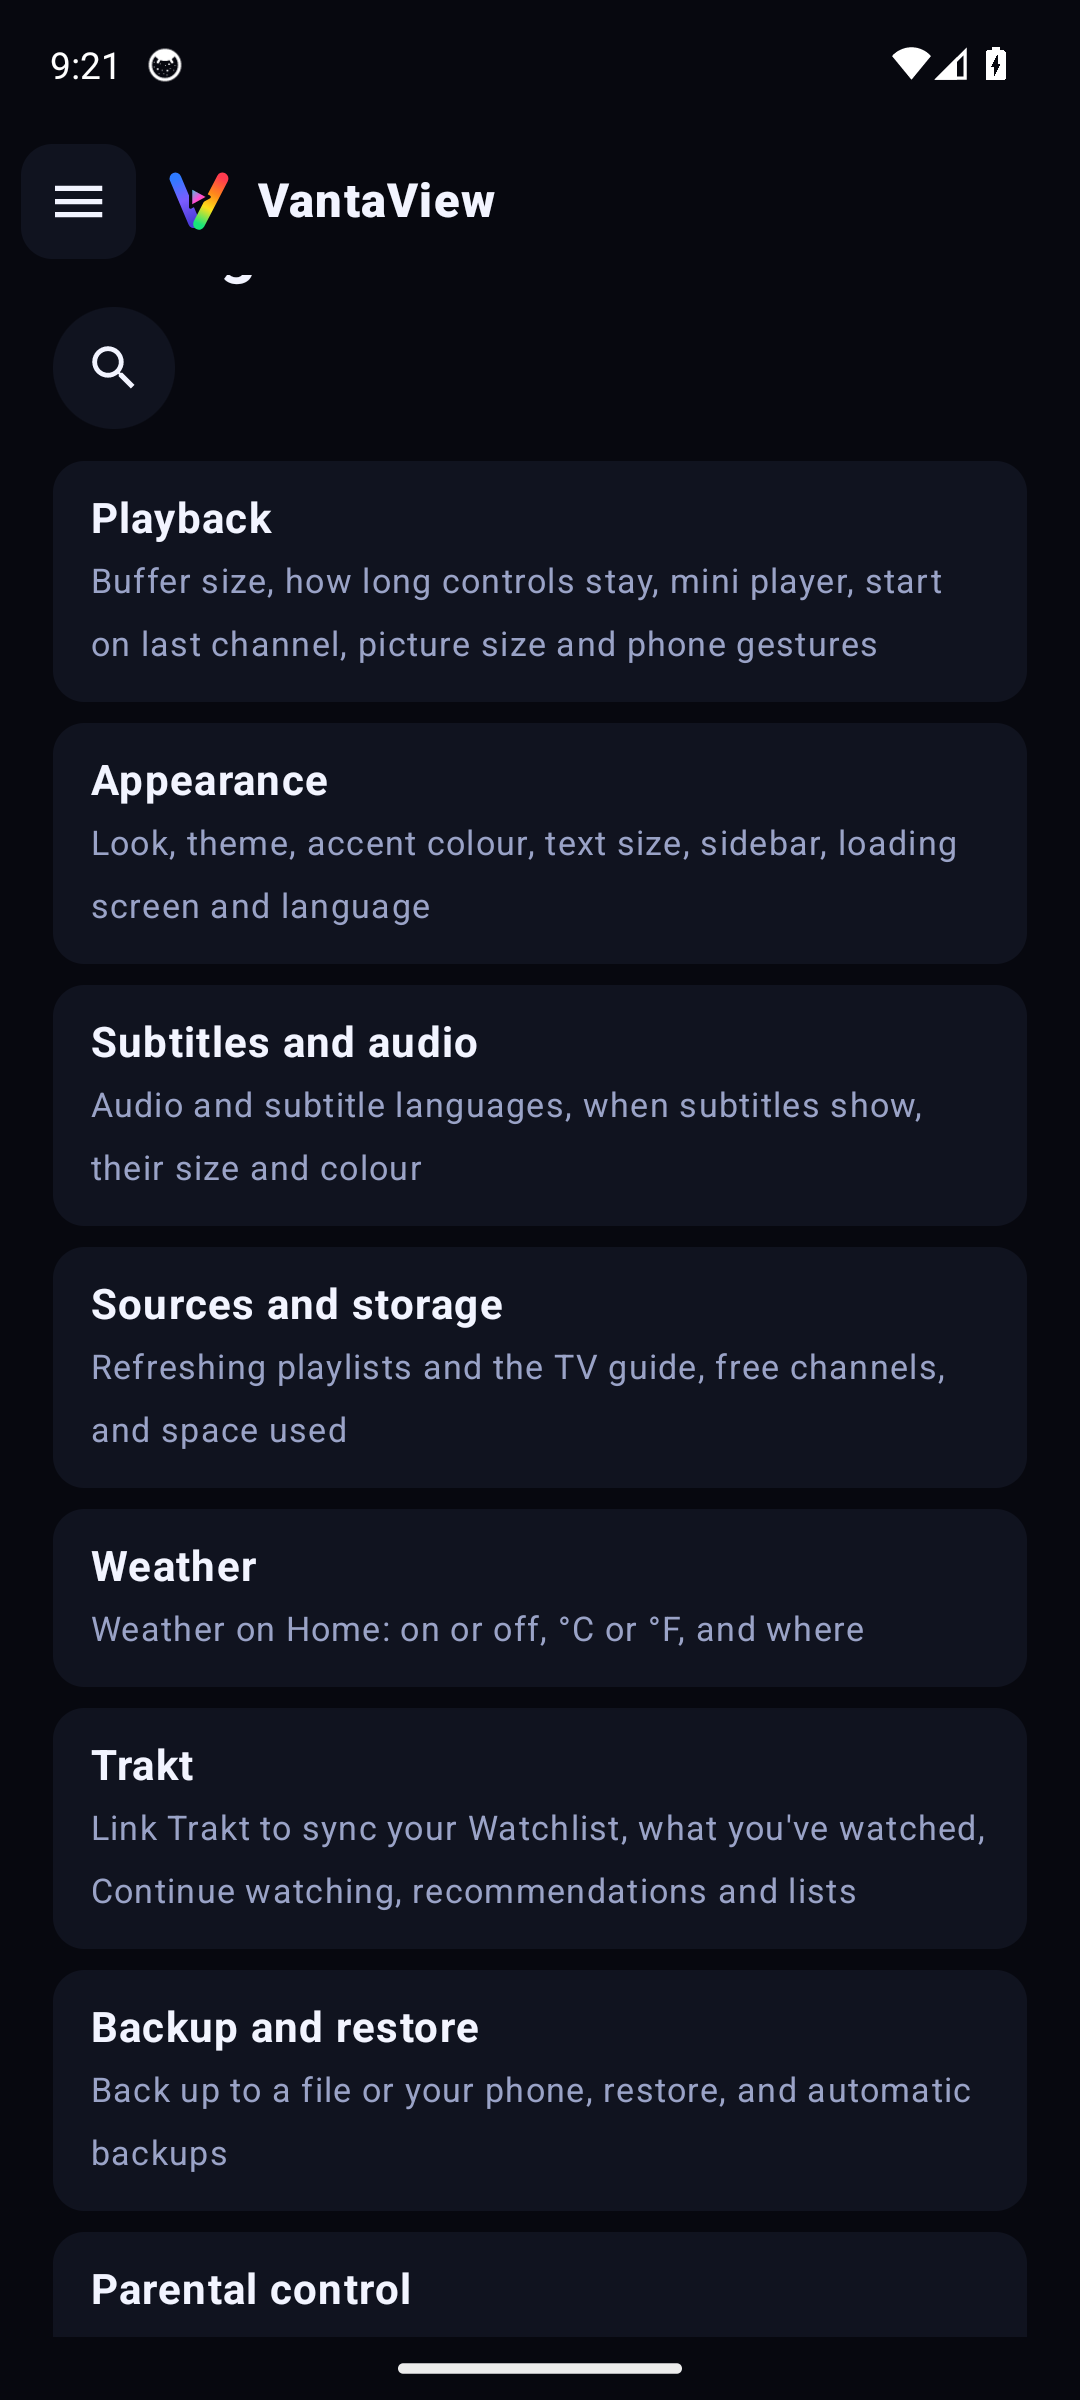 9:21
VantaView
Playback
Buffer size, how long controls stay, mini player, start
on last channel, picture size and phone gestures
Appearance
Look, theme, accent colour, text size, sidebar, loading
screen and language
Subtitles and audio
Audio and subtitle languages, when subtitles show,
their size and colour
Sources and storage
Refreshing playlists and the TV guide, free channels,
and space used
Weather
Weather on Home: on or off, °C or °F, and where
Trakt
Link Trakt to sync your Watchlist, what you've watched,
Continue watching, recommendations and lists
Backup and restore
Back up to a file or your phone, restore, and automatic
backups
Parental control